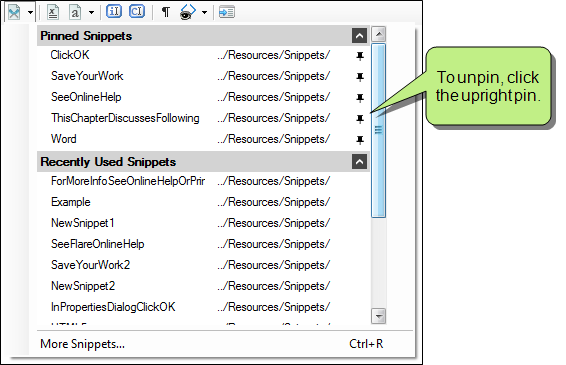 Pinned Snippets
ClickOK ../Resources/Snippets/
SaveYourWork ../Resources/Snippets/
SeeOnlineHelp ../Resources/Snippets/
ThisChapterDiscussesFollowing ../Resources/Snippets/
Word ../Resources/Snippets/
Recently Used Snippets
ForMoreInfoSeeOnlineHelpOrPrir ../Resources/Snippets/
Example ../Resources/Snippets/
NewSnippet1 ../Resources/Snippets/
SeeFlareOnlineHelp ../Resources/Snippets/
SaveYourWork2 ../Resources/Snippets/
NewSnippet2 ../Resources/Snippets/
InPropertiesDialogClickOK ../Resources/Snippets/
More Snippets... Ctrl+R
To unpin, click
the upright pin.